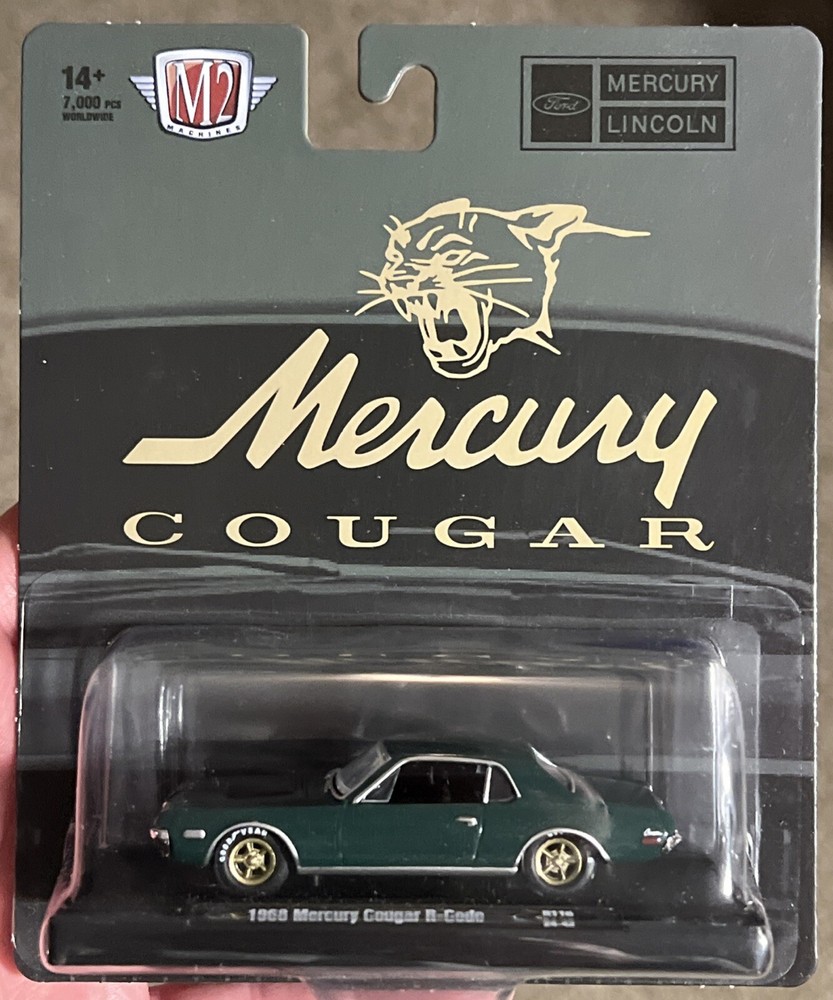 14+
7,000 PCS
WORLDWIDE
M2
MACHINES
Ford
MERCURY
LINCOLN
Mercury
COUGAR
GOODYEAR
1968 Mercury Cougar R-Code